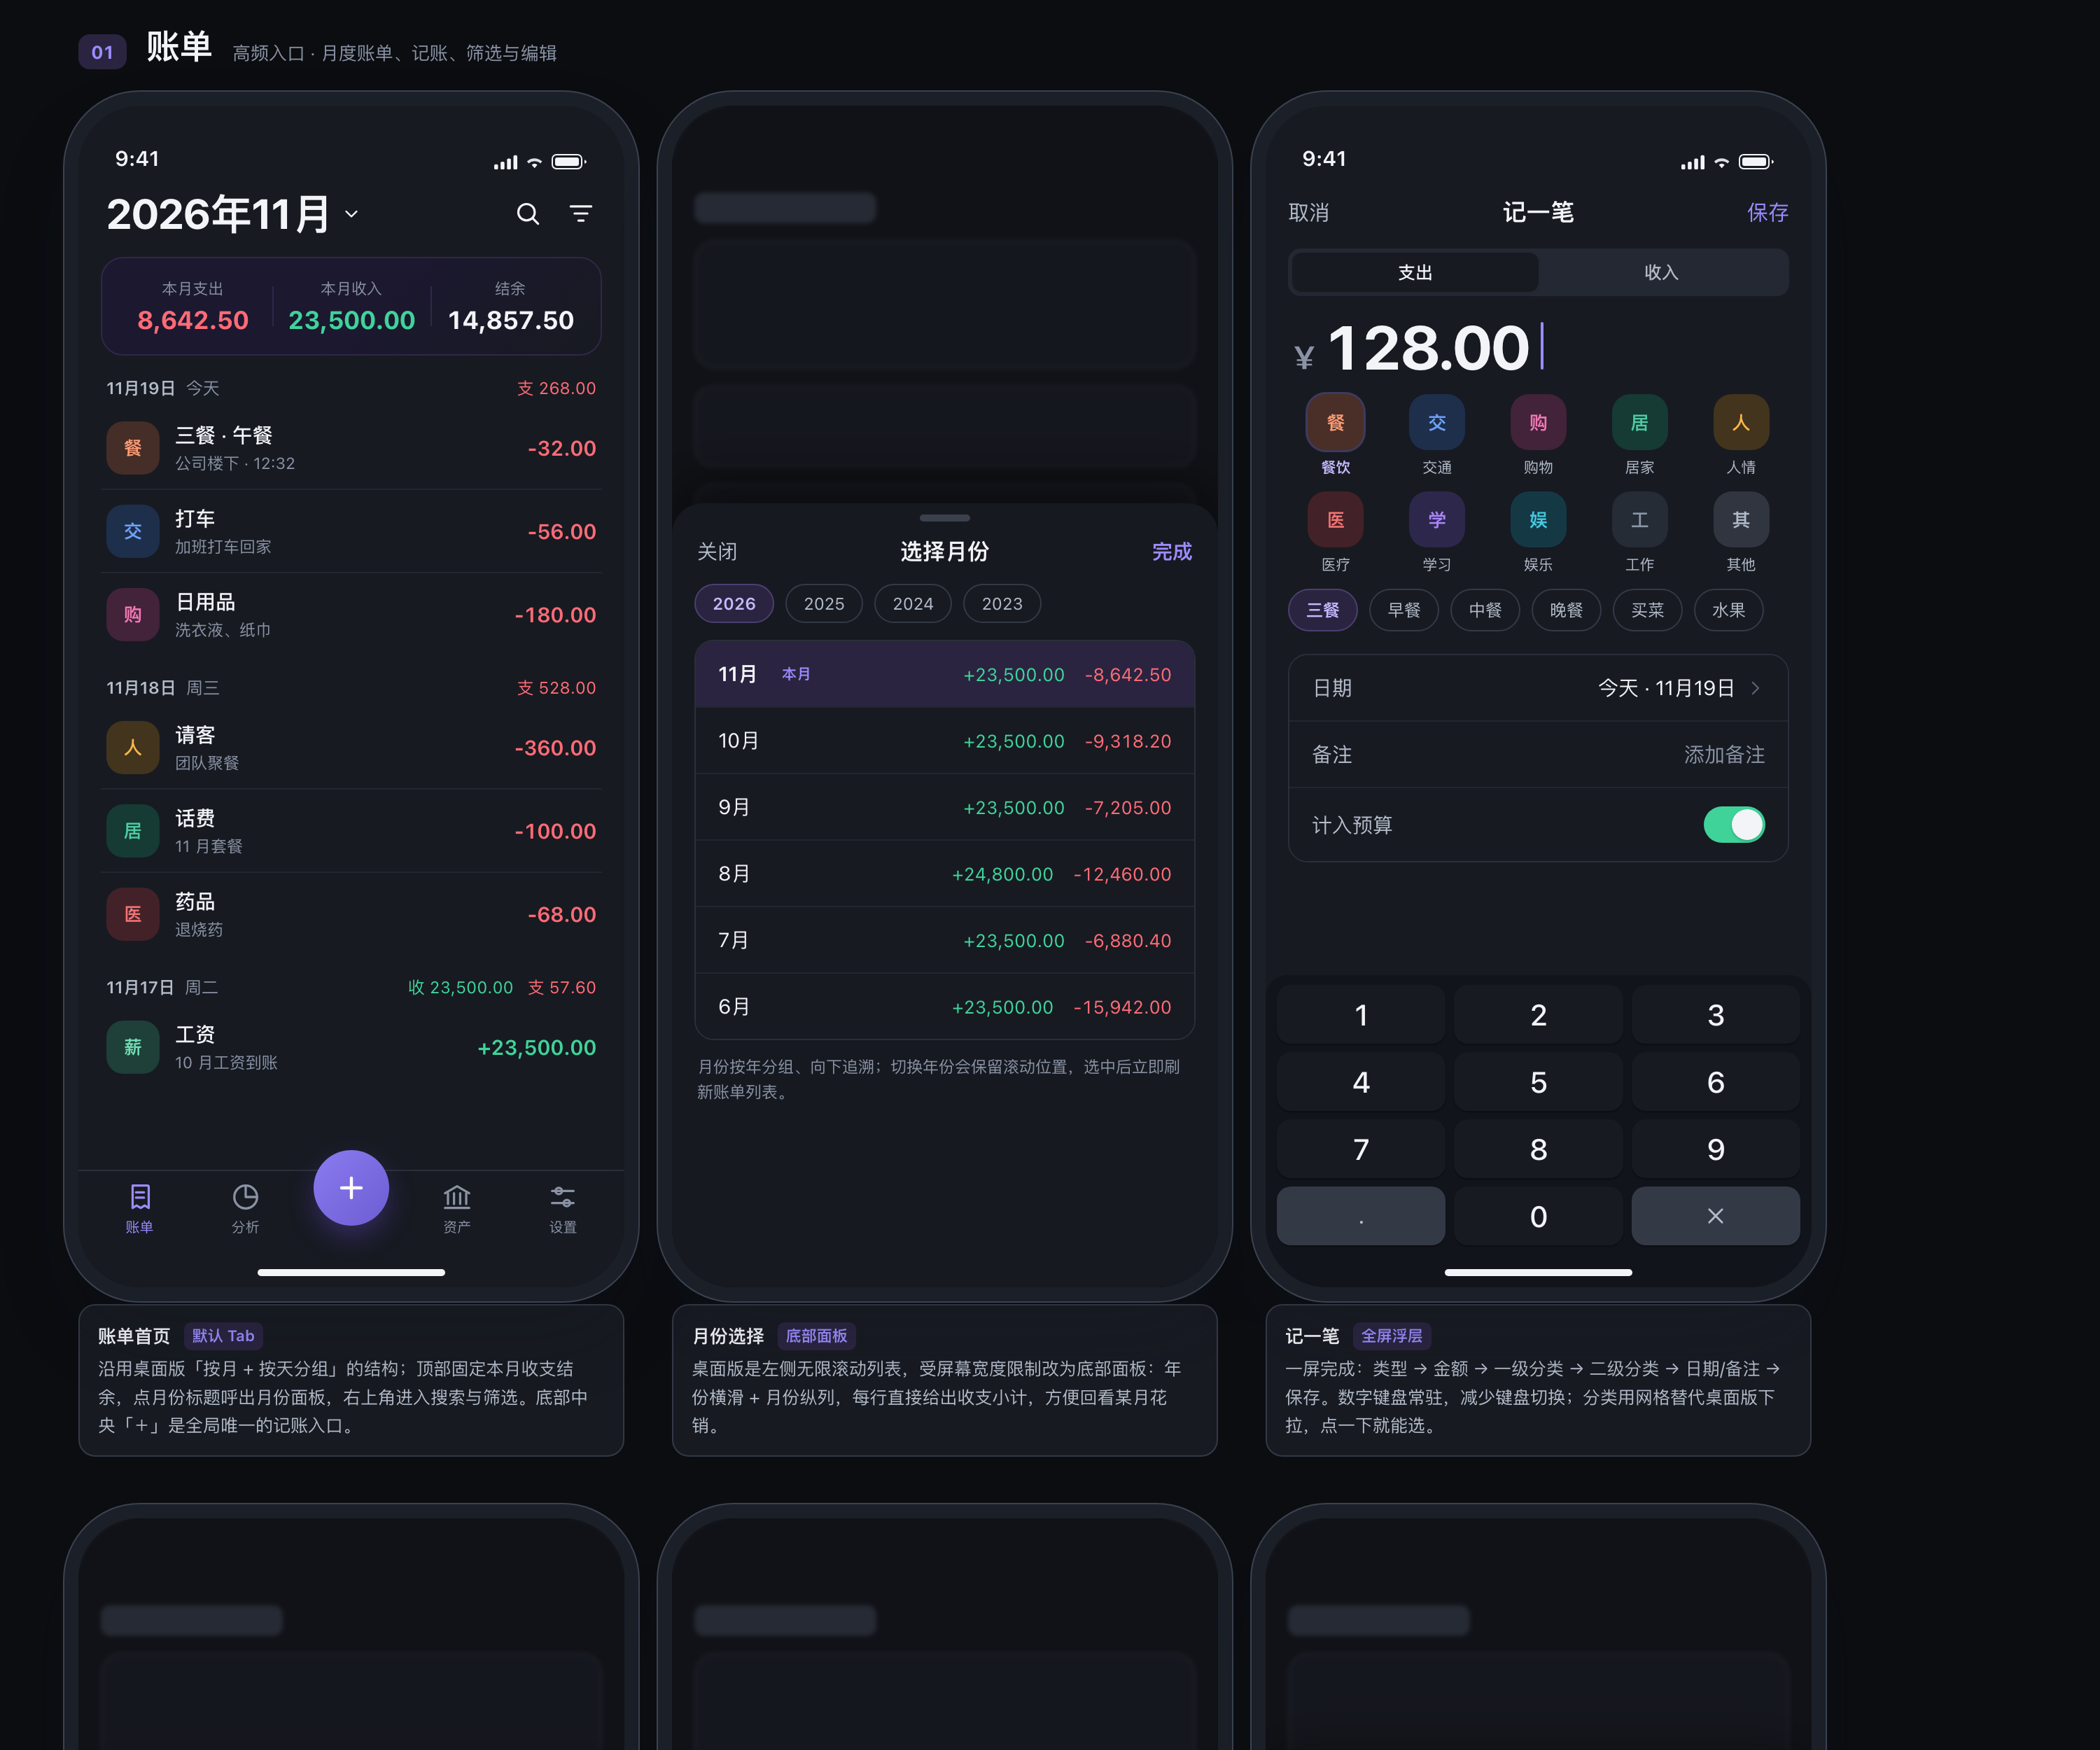 01 账单 高频入口 · 月度账单、记账、筛选与编辑
9:41
2026年11月
本月支出 本月收入 结余
8,642.50 23,500.00 14,857.50
11月19日 今天 支 268.00
餐 三餐 · 午餐 -32.00
公司楼下 · 12:32
交 打车 -56.00
加班打车回家
购 日用品 -180.00
洗衣液、纸巾
11月18日 周三 支 528.00
人 请客 -360.00
团队聚餐
居 话费 -100.00
11 月套餐
医 药品 -68.00
退烧药
11月17日 周二 收 23,500.00 支 57.60
薪 工资 +23,500.00
10 月工资到账
+
账单 分析 资产 设置
账单首页 默认 Tab
沿用桌面版「按月 + 按天分组」的结构；顶部固定本月收支结
余，点月份标题呼出月份面板，右上角进入搜索与筛选。底部中
央「＋」是全局唯一的记账入口。
关闭 选择月份 完成
2026 2025 2024 2023
11月 本月 +23,500.00 -8,642.50
10月 +23,500.00 -9,318.20
9月 +23,500.00 -7,205.00
8月 +24,800.00 -12,460.00
7月 +23,500.00 -6,880.40
6月 +23,500.00 -15,942.00
月份按年分组、向下追溯；切换年份会保留滚动位置，选中后立即刷
新账单列表。
月份选择 底部面板
桌面版是左侧无限滚动列表，受屏幕宽度限制改为底部面板：年
份横滑 + 月份纵列，每行直接给出收支小计，方便回看某月花
销。
9:41
取消 记一笔 保存
支出 收入
¥ 128.00
餐 交 购 居 人
餐饮 交通 购物 居家 人情
医 学 娱 工 其
医疗 学习 娱乐 工作 其他
三餐 早餐 中餐 晚餐 买菜 水果
日期 今天 · 11月19日
备注 添加备注
计入预算
1 2 3
4 5 6
7 8 9
. 0 ×
记一笔 全屏浮层
一屏完成：类型 → 金额 → 一级分类 → 二级分类 → 日期/备注 →
保存。数字键盘常驻，减少键盘切换；分类用网格替代桌面版下
拉，点一下就能选。